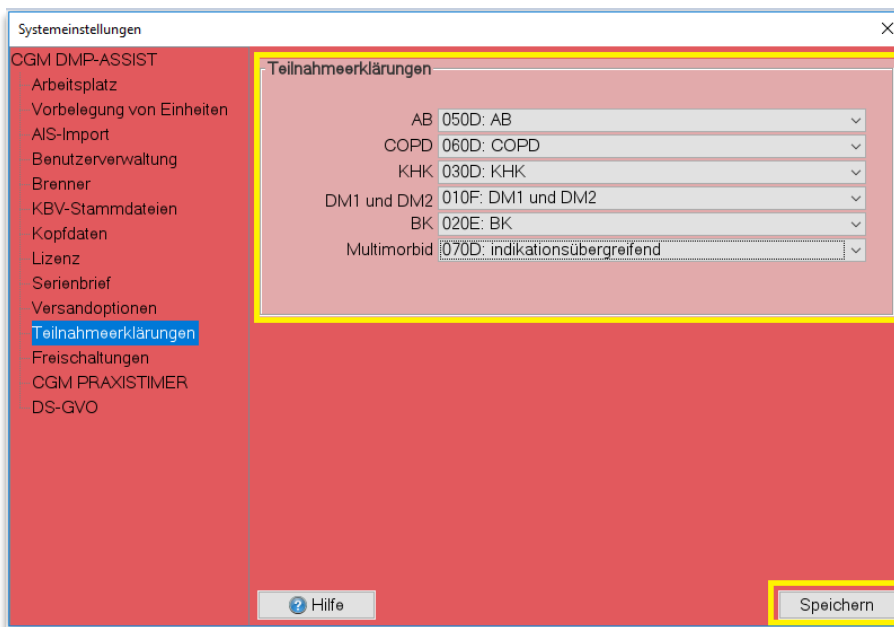 Systemeinstellungen
CGM DMP-ASSIST
Arbeitsplatz
Vorbelegung von Einheiten
AIS-Import
Benutzerverwaltung
Brenner
KBV-Stammdateien
Kopfdaten
Lizenz
Serienbrief
Versandoptionen
Teilnahmeerklärungen
Freischaltungen
CGM PRAXISTIMER
DS-GVO
Teilnahmeerklärungen
AB 050D: AB
COPD 060D: COPD
KHK 030D: KHK
DM1 und DM2 010F: DM1 und DM2
BK 020E: BK
Multimorbid 070D: indikationsübergreifend
Hilfe
Speichern